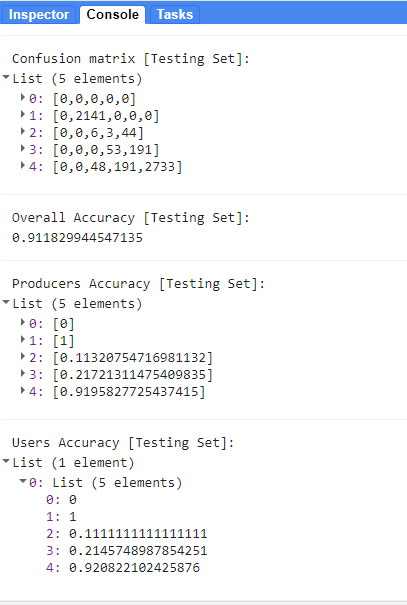 Inspector Console Tasks
Confusion matrix [Testing Set]:
List (5 elements)
0: [0,0,0,0,0]
1: [0,2141,0,0,0]
2: [0,0,6,3,44]
3: [0,0,0,53,191]
4: [0,0,48,191,2733]
Overall Accuracy [Testing Set]:
0.911829944547135
Producers Accuracy [Testing Set]:
List (5 elements)
0: [0]
1: [1]
2: [0.11320754716981132]
3: [0.21721311475409835]
4: [0.9195827725437415]
Users Accuracy [Testing Set]:
List (1 element)
0: List (5 elements)
0: 0
1: 1
2: 0.1111111111111111
3: 0.2145748987854251
4: 0.920822102425876